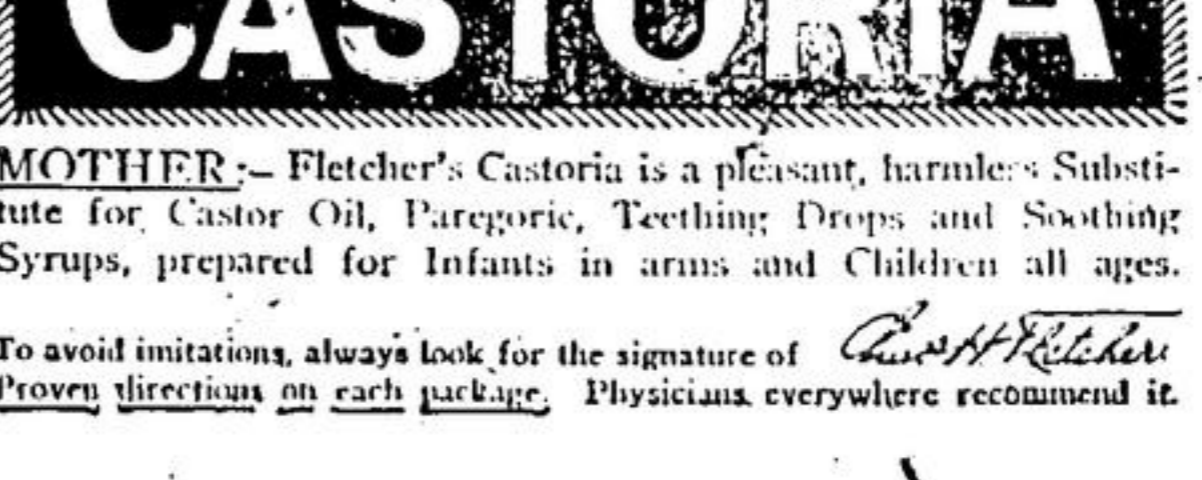 CASTORIA
MOTHER:– Fletcher's Castoria is a pleasant, harmless Substi-
tute for Castor Oil, Paregoric, Teething Drops and Soothing
Syrups, prepared for Infants in arms and Children all ages.
To avoid imitations, always look for the signature of Chas H Fletcher
Proven directions on each package. Physicians everywhere recommend it.